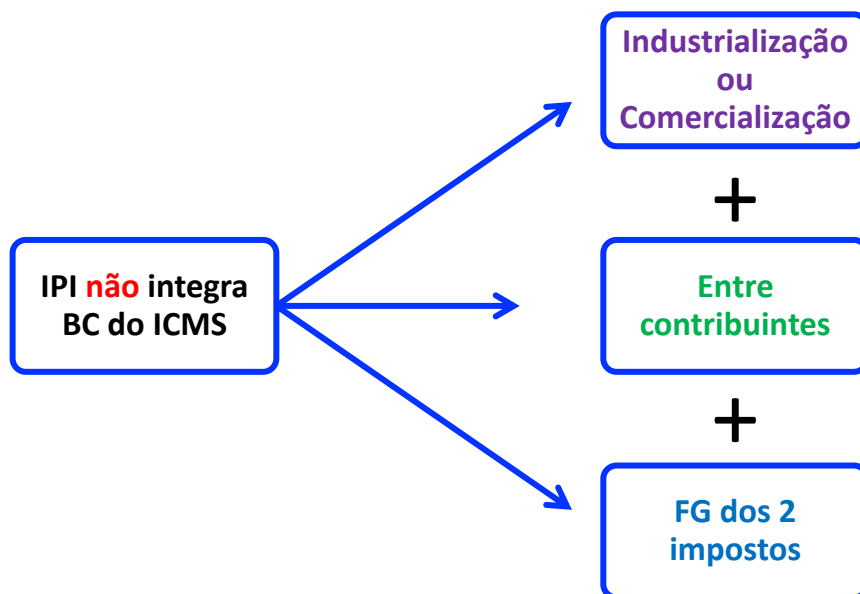 Industrialização
ou
Comercialização
+
IPI não integra
BC do ICMS
Entre
contribuintes
+
FG dos 2
impostos